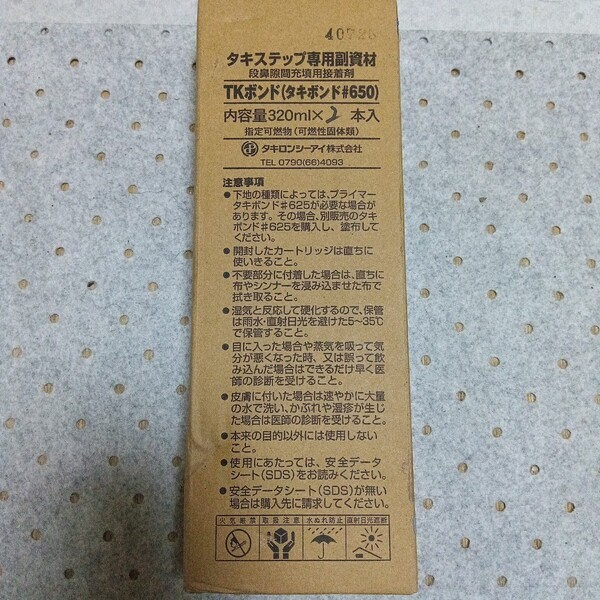 40726
タキステップ専用副資材
段鼻隙間充填用接着剤
TKボンド(タキボンド#650)
内容量320ml×2本入
指定可燃物(可燃性固体類)
タキロンシーアイ株式会社
TEL 0790(66)4093
注意事項
●下地の種類によっては、プライマー
タキボンド#625が必要な場合が
あります。その場合、別販売のタキ
ボンド#625を購入し、塗布して
ください。
●開封したカートリッジは直ちに
使いきること。
●不要部分に付着した場合は、直ちに
布やシンナーを浸み込ませた布で
拭き取ること。
●湿気と反応して硬化するので、保管
は雨水・直射日光を避けた5~35℃
で保管すること。
●目に入った場合や蒸気を吸って気
分が悪くなった時、又は誤って飲
み込んだ場合はできるだけ早く医
師の診断を受けること。
●皮膚に付いた場合は速やかに大量
の水で洗い、かぶれや湿疹が生じ
た場合は医師の診断を受けること。
●本来の目的以外には使用しない
こと。
●使用にあたっては、安全データ
シート(SDS)をお読みください。
●安全データシート(SDS)が無い
場合は購入先に請求してください。
火気厳禁 取扱注意 水ぬれ防止 直射日光遮断